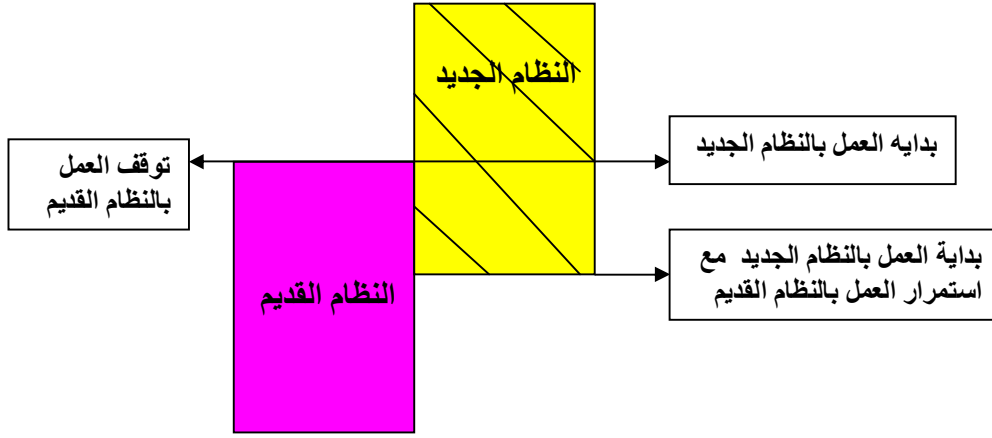 النظام الجديد
بدايه العمل بالنظام الجديد
توقف العمل
بالنظام القديم
بداية العمل بالنظام الجديد مع
استمرار العمل بالنظام القديم
النظام القديم